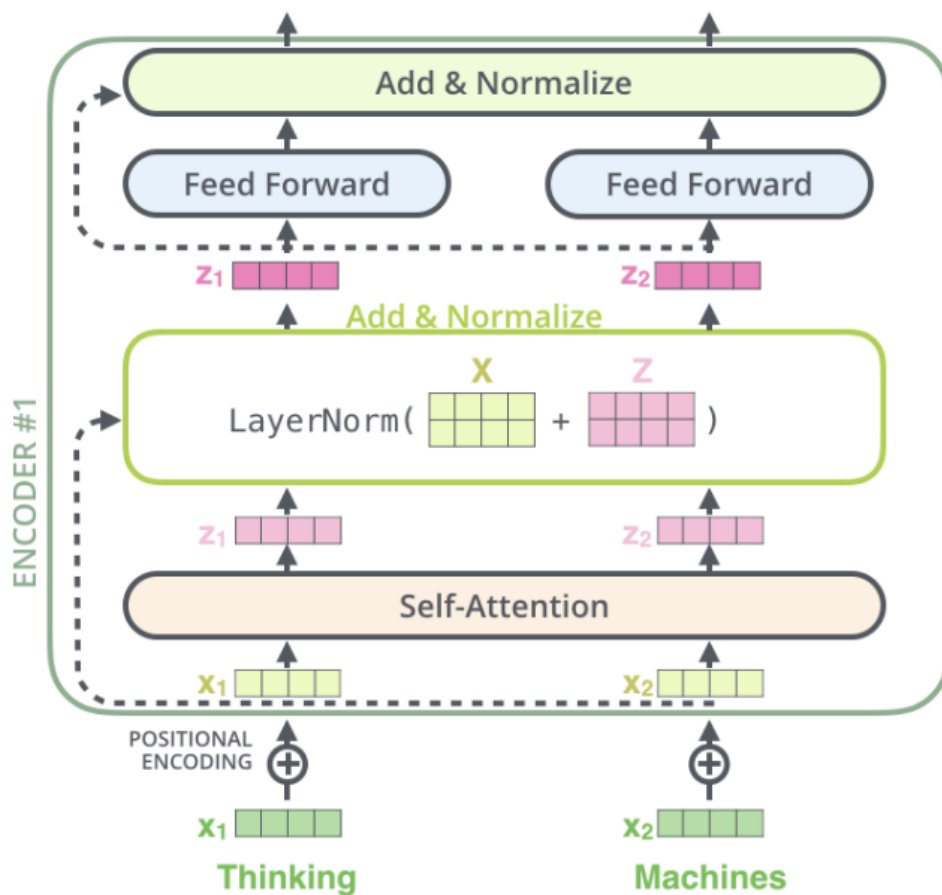 Add & Normalize
Feed Forward Feed Forward
z₁ z₂
Add & Normalize
X Z
LayerNorm( + )
ENCODER #1
z₁ z₂
Self-Attention
x₁ x₂
POSITIONAL
ENCODING
+ +
x₁ x₂
Thinking Machines